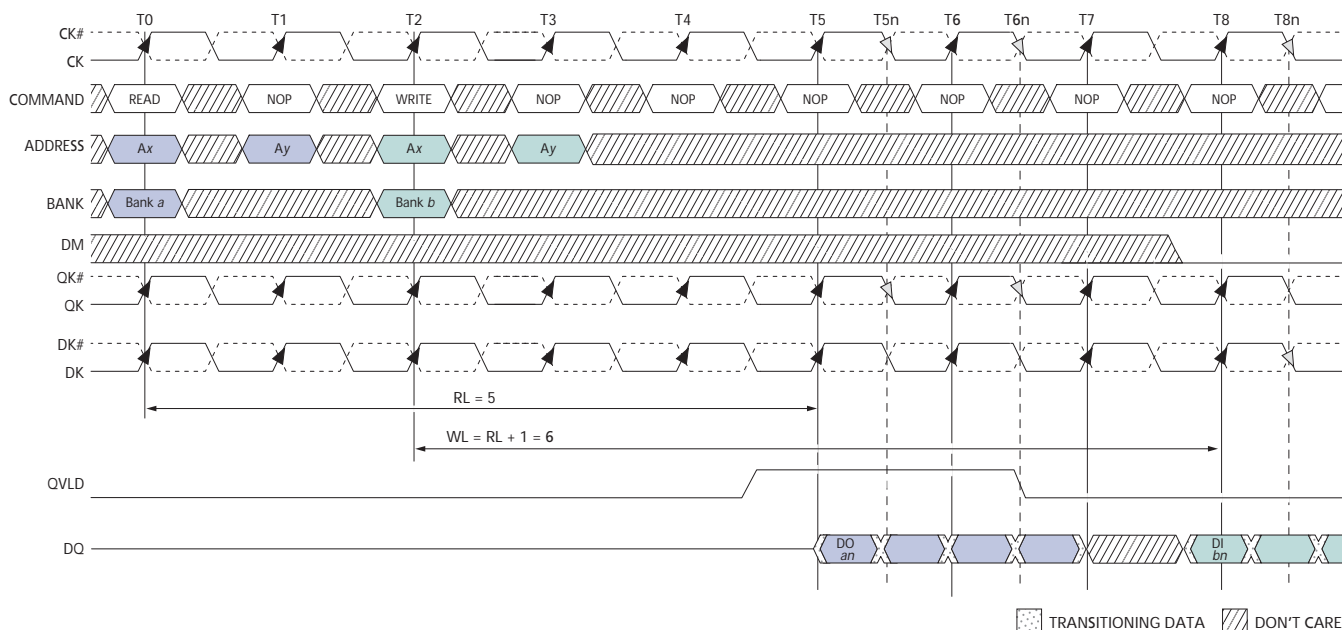 T0 T1 T2 T3 T4 T5 T5n T6 T6n T7 T8 T8n
CK#
CK
COMMAND READ NOP WRITE NOP NOP NOP NOP NOP NOP
ADDRESS Ax Ay Ax Ay
BANK Bank a Bank b
DM
QK#
QK
DK#
DK
RL = 5
WL = RL + 1 = 6
QVLD
DQ DO an DI bn
TRANSITIONING DATA DON'T CARE